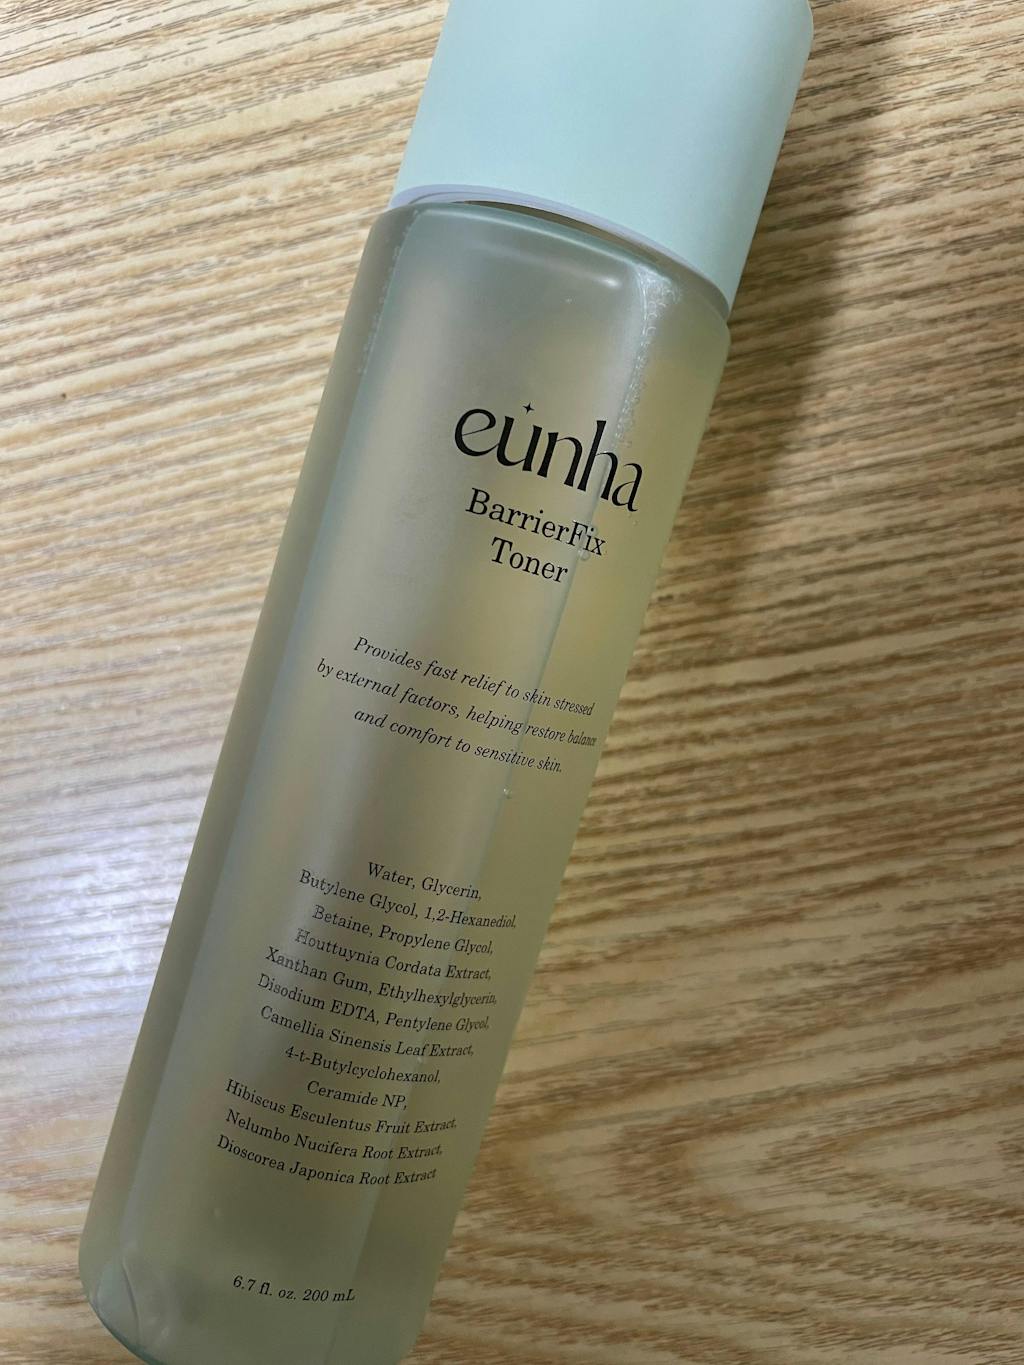 eunha
BarrierFix
Toner
Provides fast relief to skin stressed
by external factors, helping restore balance
and comfort to sensitive skin.
Water, Glycerin,
Butylene Glycol, 1,2-Hexanediol,
Betaine, Propylene Glycol,
Houttuynia Cordata Extract,
Xanthan Gum, Ethylhexylglycerin,
Disodium EDTA, Pentylene Glycol,
Camellia Sinensis Leaf Extract,
4-t-Butylcyclohexanol,
Ceramide NP,
Hibiscus Esculentus Fruit Extract,
Nelumbo Nucifera Root Extract,
Dioscorea Japonica Root Extract
6.7 fl. oz. 200 mL